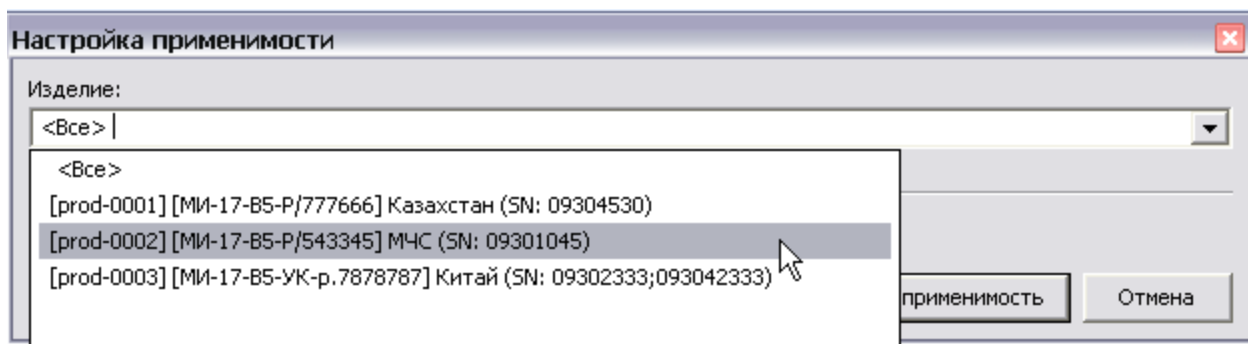 Настройка применимости
Изделие:
<Все>
<Все>
[prod-0001] [МИ-17-В5-Р/777666] Казахстан (SN: 09304530)
[prod-0002] [МИ-17-В5-Р/543345] МЧС (SN: 09301045)
[prod-0003] [МИ-17-В5-УК-р.7878787] Китай (SN: 09302333;093042333)
применимость Отмена